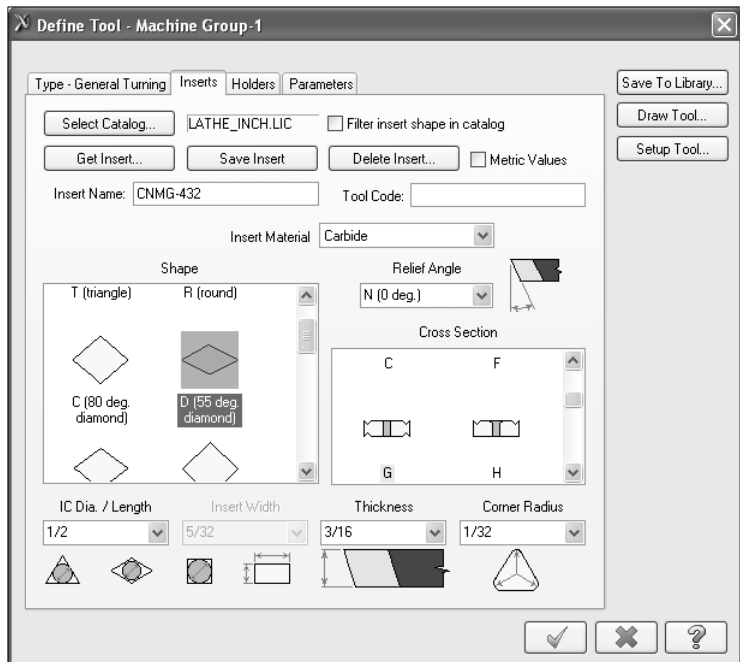 Define Tool - Machine Group-1
Type - General Turning Inserts Holders Parameters
Save To Library...
Draw Tool...
Setup Tool...
Select Catalog... LATHE_INCH.LIC Filter insert shape in catalog
Get Insert... Save Insert Delete Insert... Metric Values
Insert Name: CNMG-432 Tool Code:
Insert Material Carbide
Shape
T (triangle) R (round)
C (80 deg.
diamond)
D (55 deg.
diamond)
Relief Angle
N (0 deg.)
Cross Section
C F
G H
IC Dia. / Length Insert Width Thickness Corner Radius
1/2 5/32 3/16 1/32